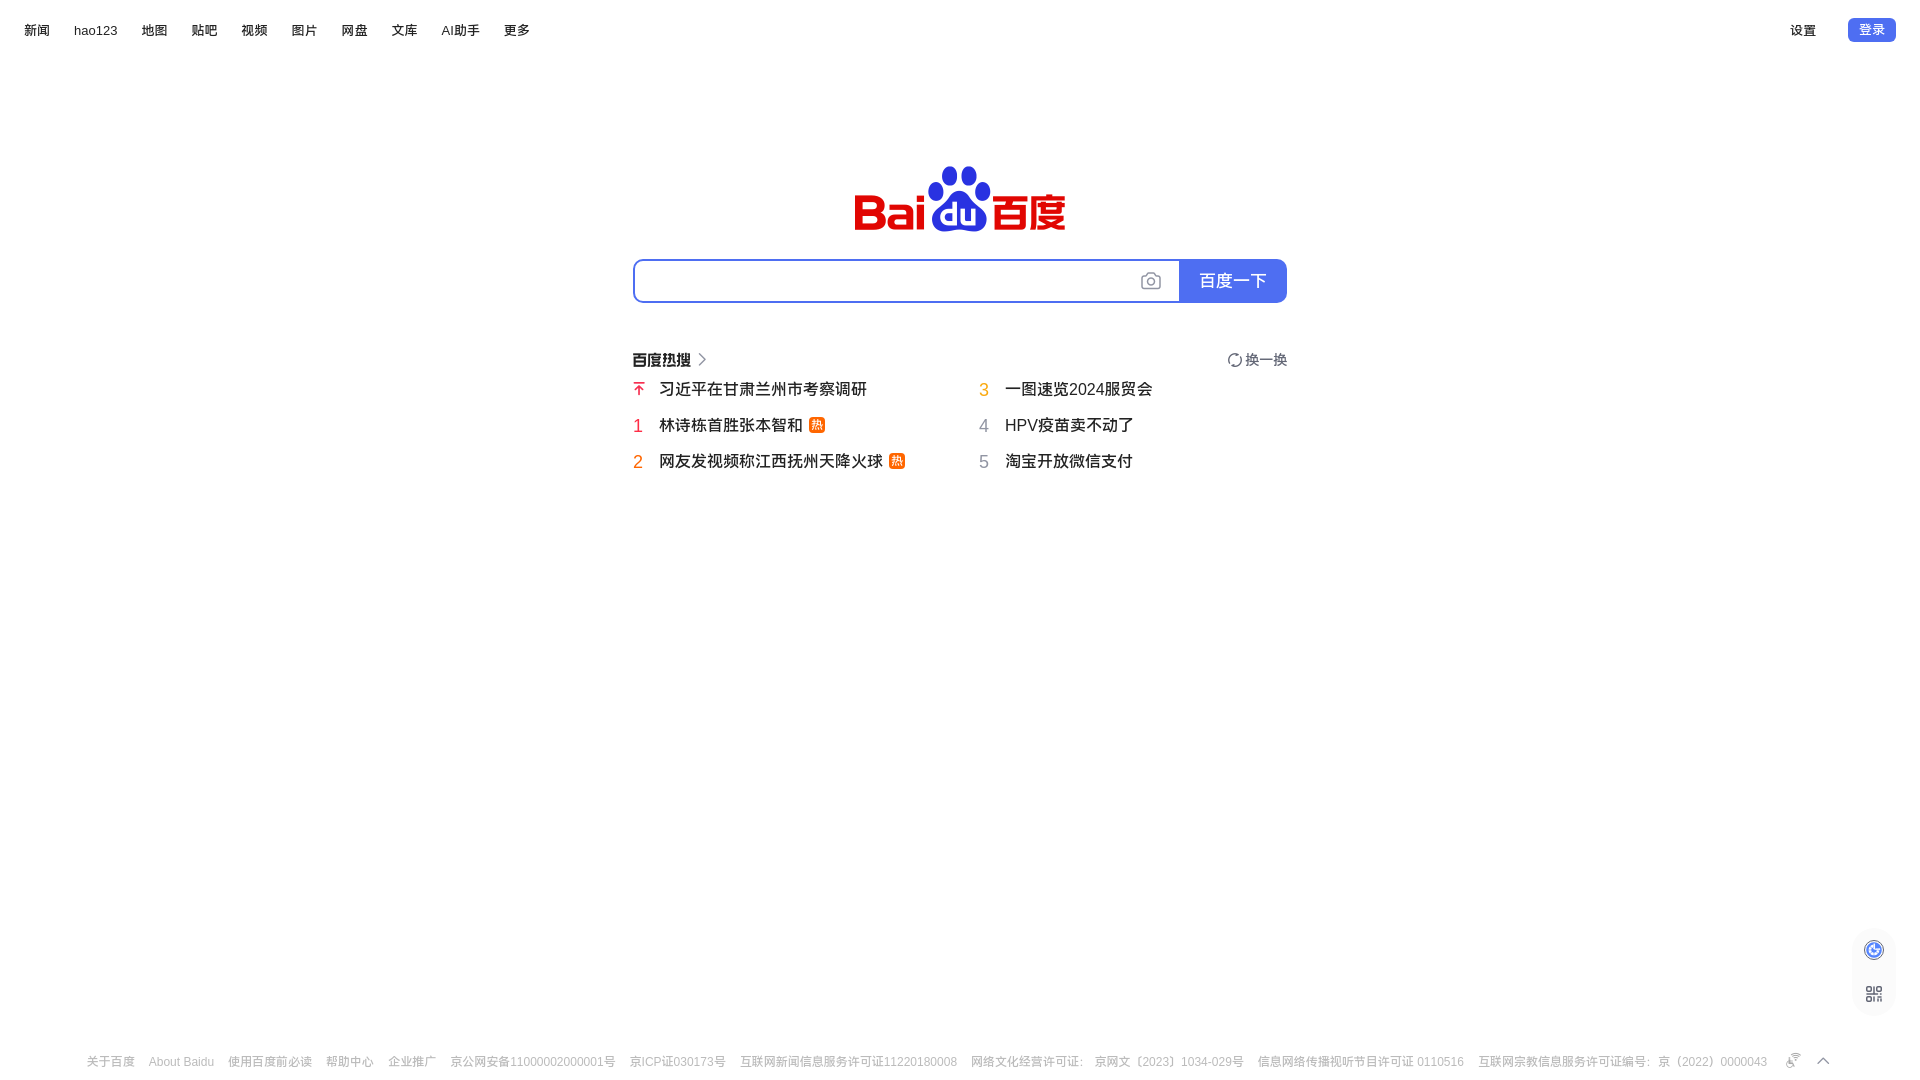 新闻 hao123 地图 贴吧 视频 图片 网盘 文库 AI助手 更多 设置 登录
Baidu百度
百度一下
百度热搜 换一换
习近平在甘肃兰州市考察调研
1 林诗栋首胜张本智和 热
2 网友发视频称江西抚州天降火球 热
3 一图速览2024服贸会
4 HPV疫苗卖不动了
5 淘宝开放微信支付
关于百度 About Baidu 使用百度前必读 帮助中心 企业推广 京公网安备11000002000001号 京ICP证030173号 互联网新闻信息服务许可证11220180008 网络文化经营许可证: 京网文〔2023〕1034-029号 信息网络传播视听节目许可证 0110516 互联网宗教信息服务许可证编号：京（2022）0000043